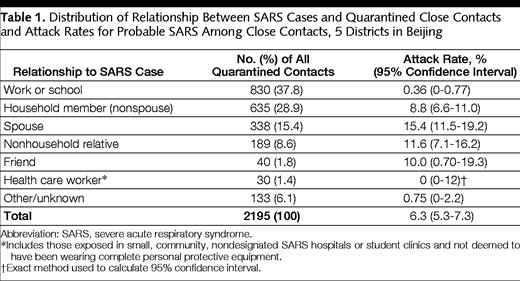 Table 1. Distribution of Relationship Between SARS Cases and Quarantined Close Contacts
and Attack Rates for Probable SARS Among Close Contacts, 5 Districts in Beijing
Relationship to SARS Case No. (%) of All Quarantined Contacts Attack Rate, % (95% Confidence Interval)
Work or school 830 (37.8) 0.36 (0-0.77)
Household member (nonspouse) 635 (28.9) 8.8 (6.6-11.0)
Spouse 338 (15.4) 15.4 (11.5-19.2)
Nonhousehold relative 189 (8.6) 11.6 (7.1-16.2)
Friend 40 (1.8) 10.0 (0.70-19.3)
Health care worker* 30 (1.4) 0 (0-12)†
Other/unknown 133 (6.1) 0.75 (0-2.2)
Total 2195 (100) 6.3 (5.3-7.3)
Abbreviation: SARS, severe acute respiratory syndrome.
*Includes those exposed in small, community, nondesignated SARS hospitals or student clinics and not deemed to
have been wearing complete personal protective equipment.
†Exact method used to calculate 95% confidence interval.